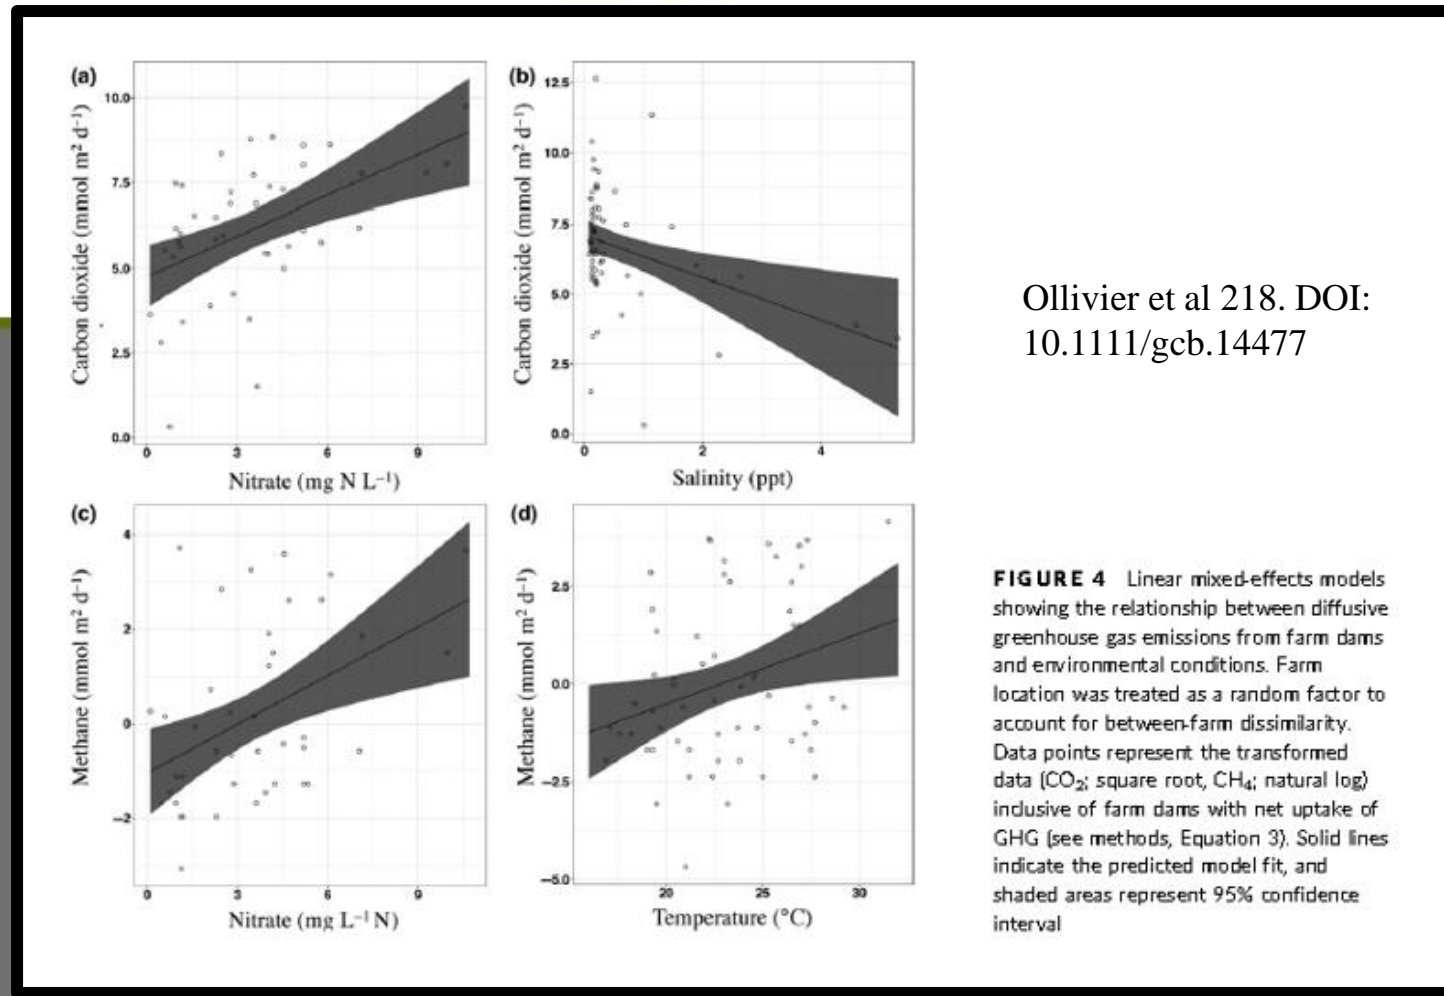 (a)
10.0
7.5
5.0
2.5
0.0
Carbon dioxide (mmol m² d⁻¹)
0 3 6 9
Nitrate (mg N L⁻¹)
(b)
12.5
10.0
7.5
5.0
2.5
0.0
Carbon dioxide (mmol m² d⁻¹)
0 2 4
Salinity (ppt)
(c)
4
2
0
−2
Methane (mmol m² d⁻¹)
0 3 6 9
Nitrate (mg L⁻¹ N)
(d)
2.5
0.0
−2.5
−5.0
Methane (mmol m² d⁻¹)
20 25 30
Temperature (°C)
Ollivier et al 218. DOI:
10.1111/gcb.14477
FIGURE 4 Linear mixed-effects models
showing the relationship between diffusive
greenhouse gas emissions from farm dams
and environmental conditions. Farm
location was treated as a random factor to
account for between-farm dissimilarity.
Data points represent the transformed
data (CO₂; square root, CH₄; natural log)
inclusive of farm dams with net uptake of
GHG (see methods, Equation 3). Solid lines
indicate the predicted model fit, and
shaded areas represent 95% confidence
interval